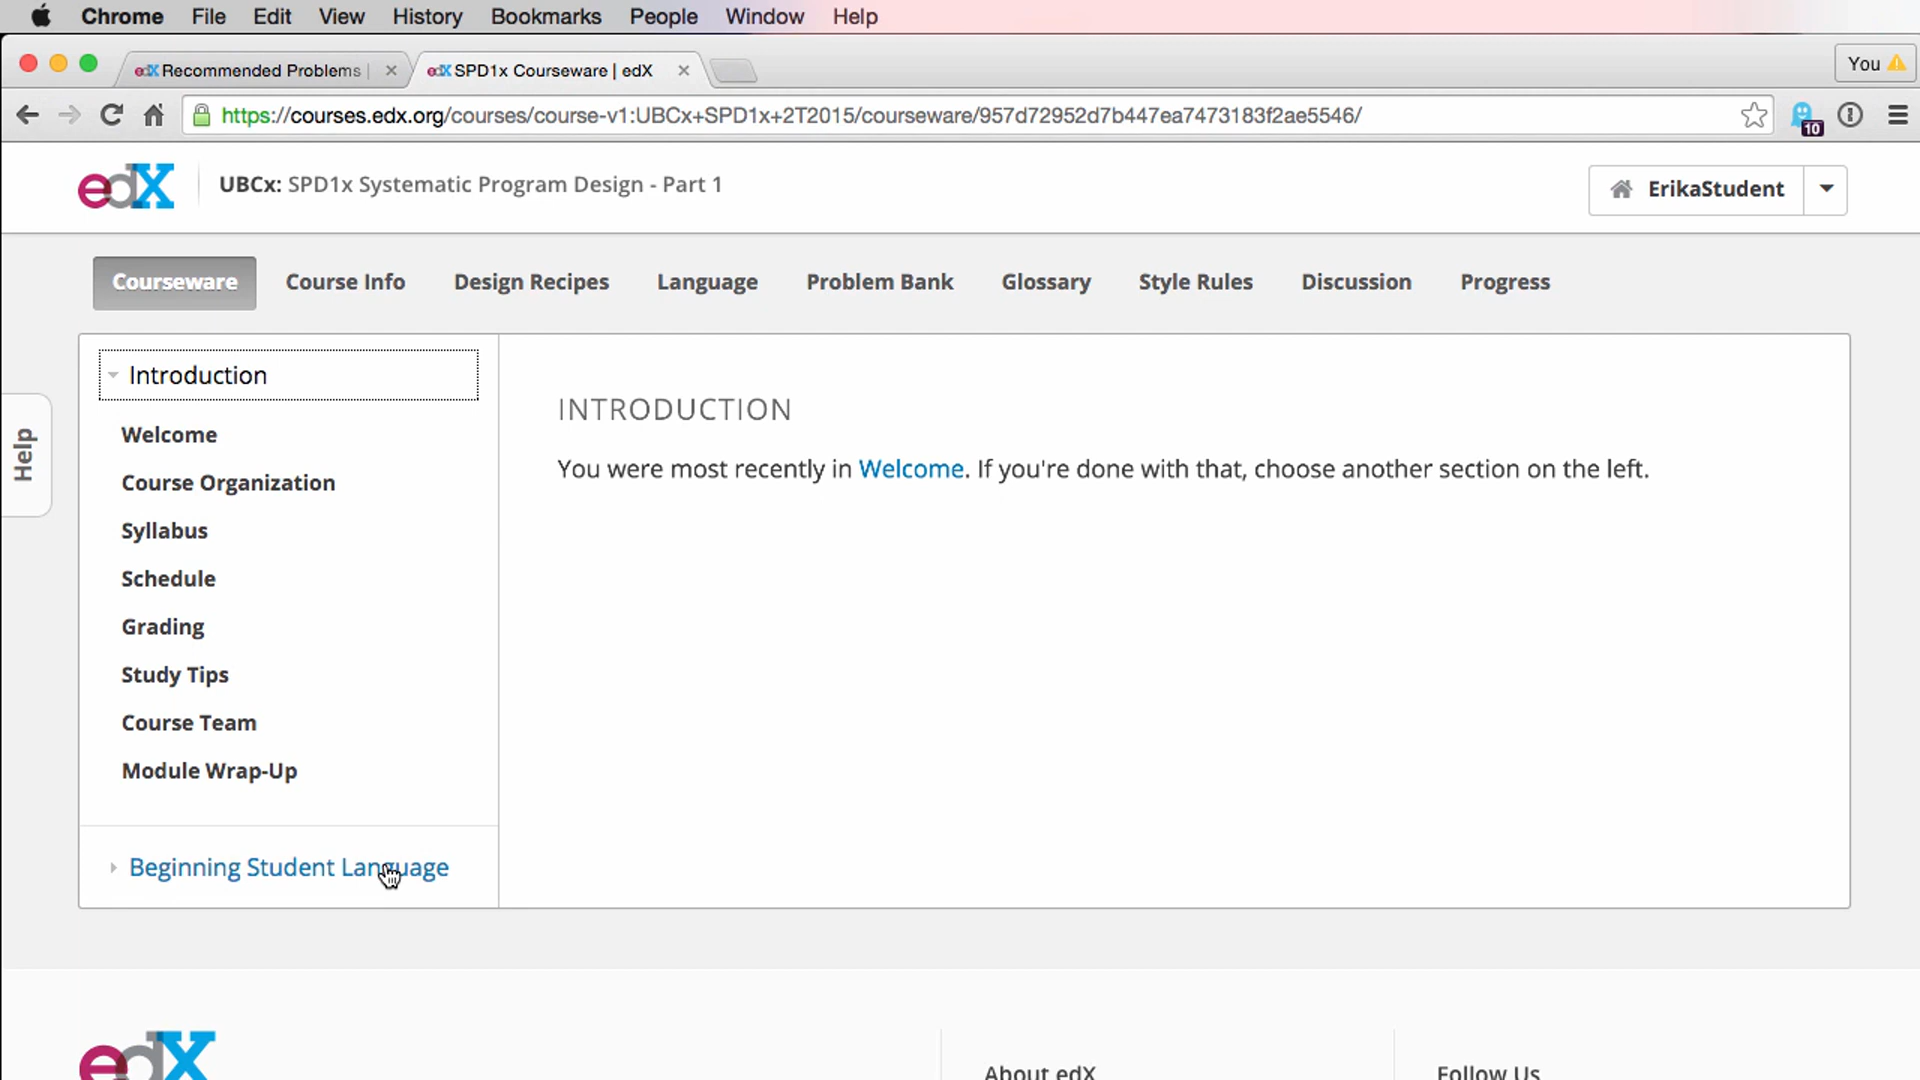 Chrome File Edit View History Bookmarks People Window Help
edX Recommended Problems | edX SPD1x Courseware | edX You
https://courses.edx.org/courses/course-v1:UBCx+SPD1x+2T2015/courseware/957d72952d7b447ea7473183f2ae5546/ 10
edX UBCx: SPD1x Systematic Program Design - Part 1 ErikaStudent
Courseware Course Info Design Recipes Language Problem Bank Glossary Style Rules Discussion Progress
Introduction
INTRODUCTION
Welcome
You were most recently in Welcome. If you're done with that, choose another section on the left.
Help
Course Organization
Syllabus
Schedule
Grading
Study Tips
Course Team
Module Wrap-Up
Beginning Student Language
edX About edX Follow Us